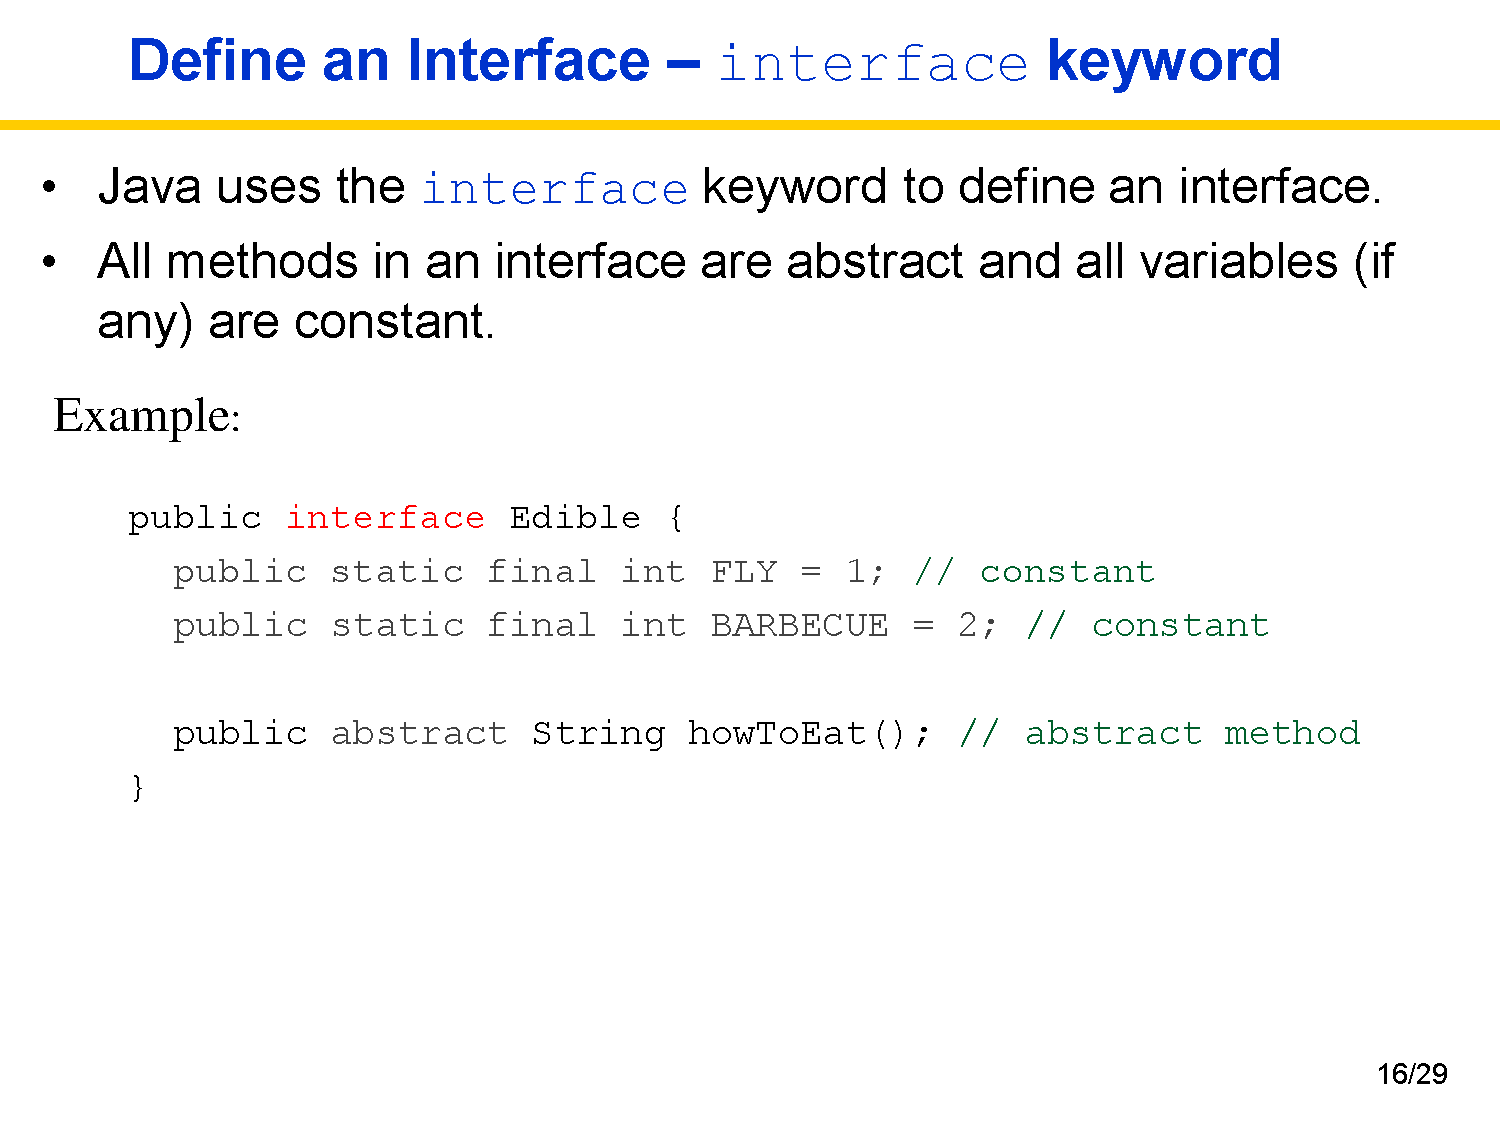 Define an Interface – interface keyword
• Java uses the interface keyword to define an interface.
• All methods in an interface are abstract and all variables (if
any) are constant.
Example:
public interface Edible {
public static final int FLY = 1; // constant
public static final int BARBECUE = 2; // constant
public abstract String howToEat(); // abstract method
}
16/29